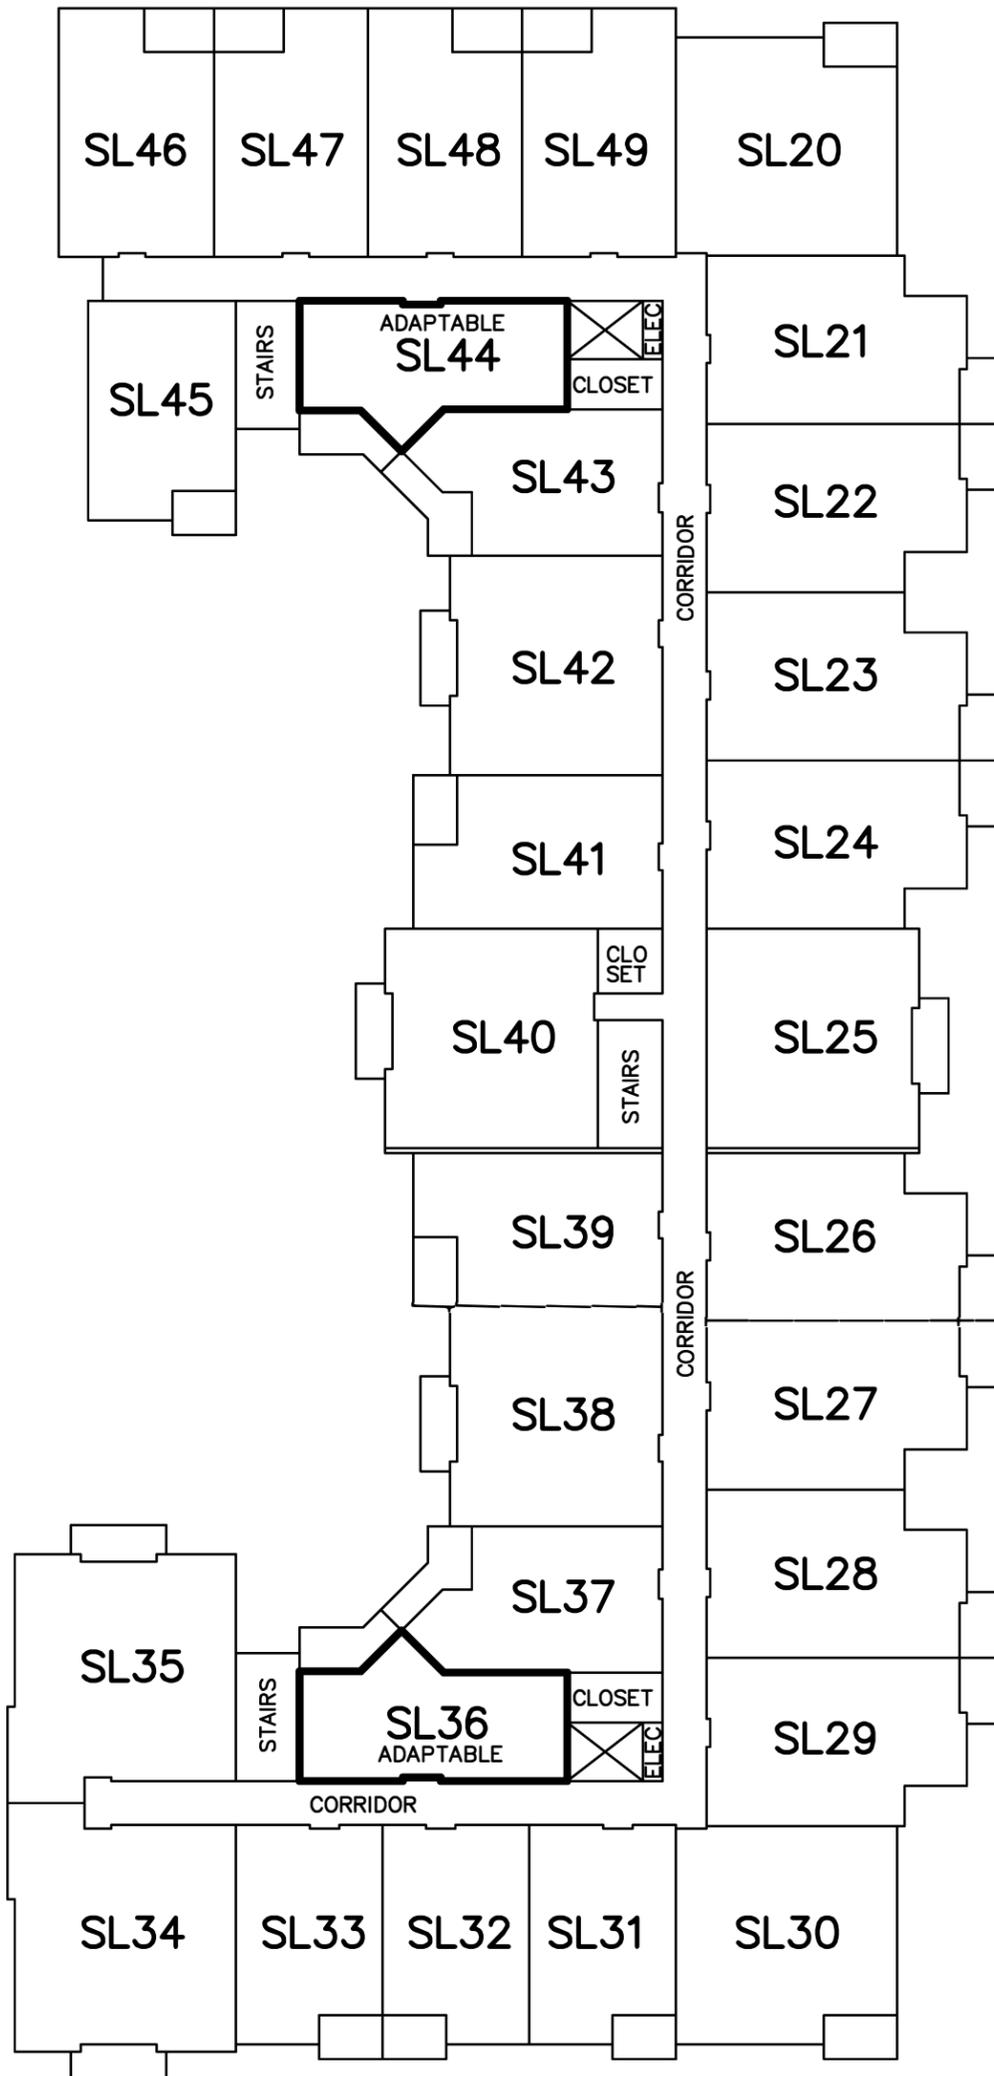 SL46
SL47
SL48
SL49
SL20
ADAPTABLE
SL44
STAIRS
ELEC
CLOSET
SL45
SL21
SL43
SL22
CORRIDOR
SL42
SL23
SL41
SL24
CLO
SET
SL40
STAIRS
SL25
SL39
SL26
CORRIDOR
SL38
SL27
SL37
SL28
SL35
STAIRS
SL36
ADAPTABLE
CLOSET
ELEC
SL29
CORRIDOR
SL34
SL33
SL32
SL31
SL30